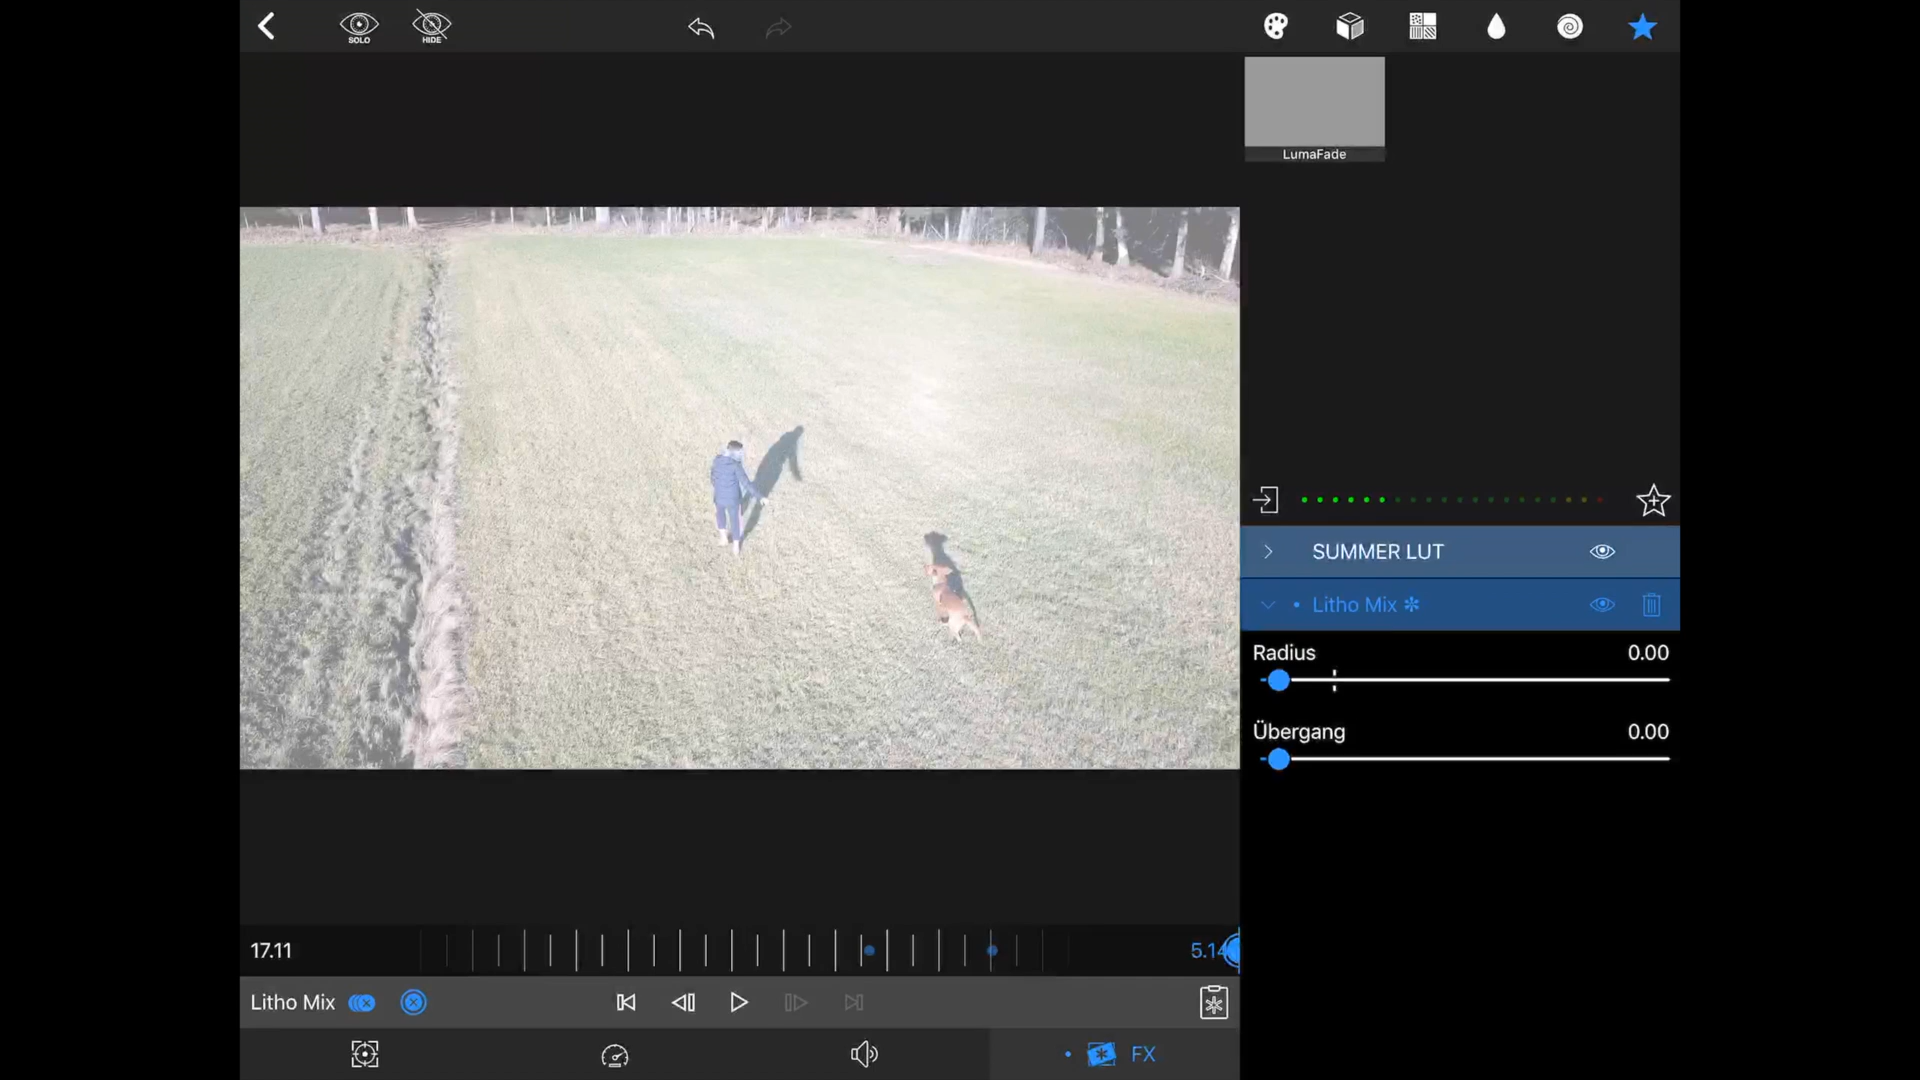 SOLO
HIDE
LumaFade
SUMMER LUT
Litho Mix
Radius
0.00
Übergang
0.00
17.11
5.14
Litho Mix
FX